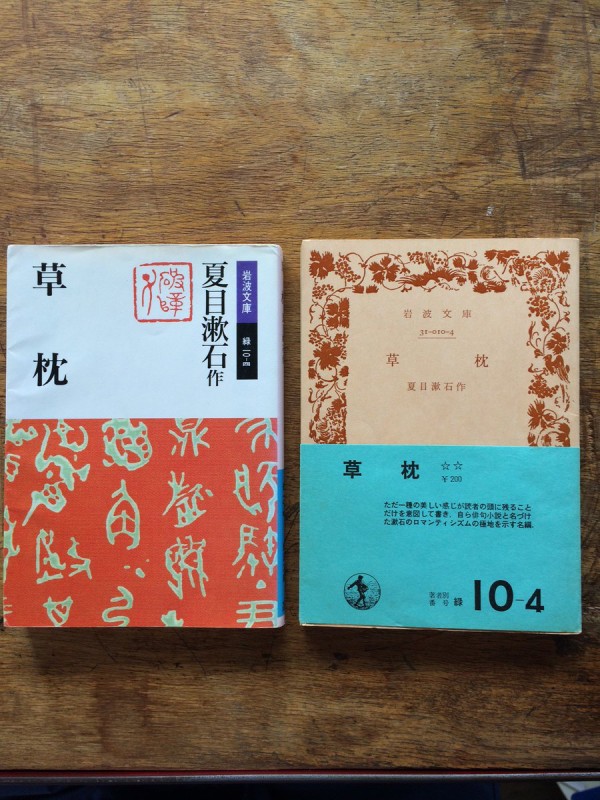 岩波文庫 緑一〇-四
夏目漱石作
草枕
岩波文庫
31-010-4
草枕
夏目漱石作
草枕 ☆☆
¥200
ただ一種の美しい感じが読者の頭に残ること
だけを意図して書き，自ら俳句小説と名づけ
た漱石のロマンティシズムの極地を示す名編．
著者別
番号 緑 10-4